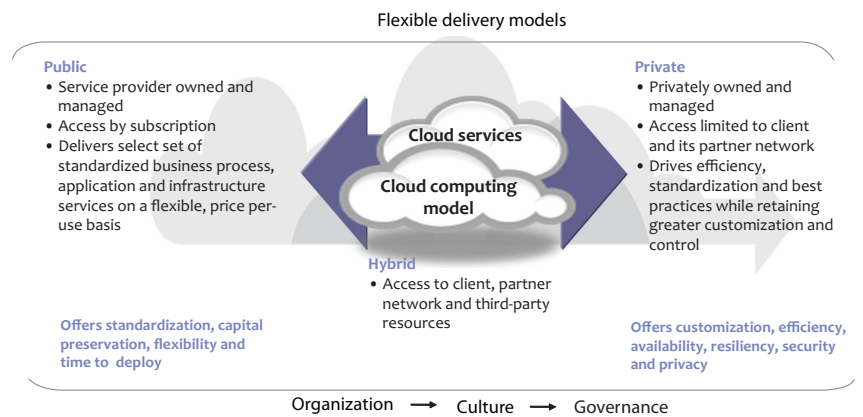 Flexible delivery models
Public
• Service provider owned and
managed
• Access by subscription
• Delivers select set of
standardized business process,
application and infrastructure
services on a flexible, price per-
use basis
Offers standardization, capital
preservation, flexibility and
time to deploy
Cloud services
Cloud computing
model
Hybrid
• Access to client, partner
network and third-party
resources
Private
• Privately owned and
managed
• Access limited to client
and its partner network
• Drives efficiency,
standardization and best
practices while retaining
greater customization and
control
Offers customization, efficiency,
availability, resiliency, security
and privacy
Organization → Culture → Governance